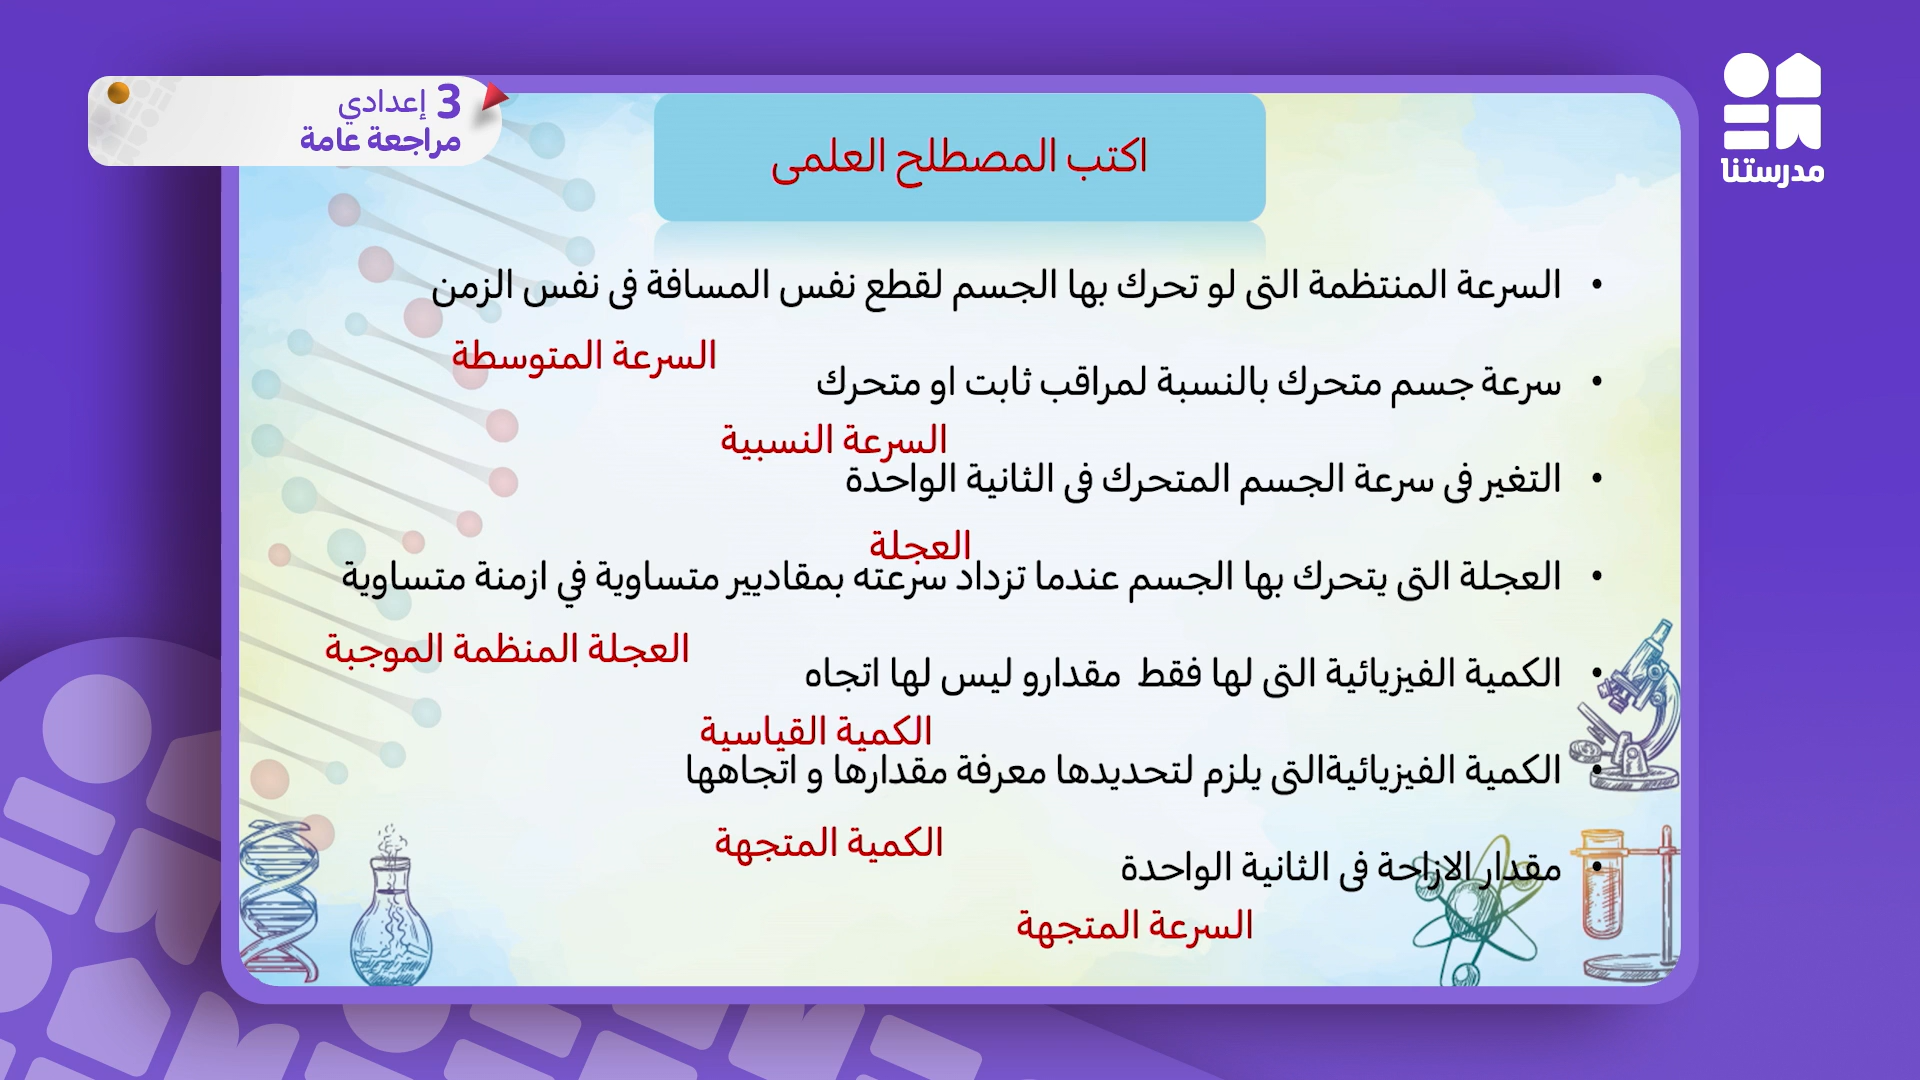 3 إعدادي
مراجعة عامة
مدرستنا
اكتب المصطلح العلمى
• السرعة المنتظمة التى لو تحرك بها الجسم لقطع نفس المسافة فى نفس الزمن
السرعة المتوسطة
• سرعة جسم متحرك بالنسبة لمراقب ثابت او متحرك
السرعة النسبية
• التغير فى سرعة الجسم المتحرك فى الثانية الواحدة
العجلة
• العجلة التى يتحرك بها الجسم عندما تزداد سرعته بمقاديير متساوية في ازمنة متساوية
العجلة المنظمة الموجبة
• الكمية الفيزيائية التى لها فقط مقدارو ليس لها اتجاه
الكمية القياسية
• الكمية الفيزيائيةالتى يلزم لتحديدها معرفة مقدارها و اتجاهها
الكمية المتجهة
• مقدار الازاحة فى الثانية الواحدة
السرعة المتجهة